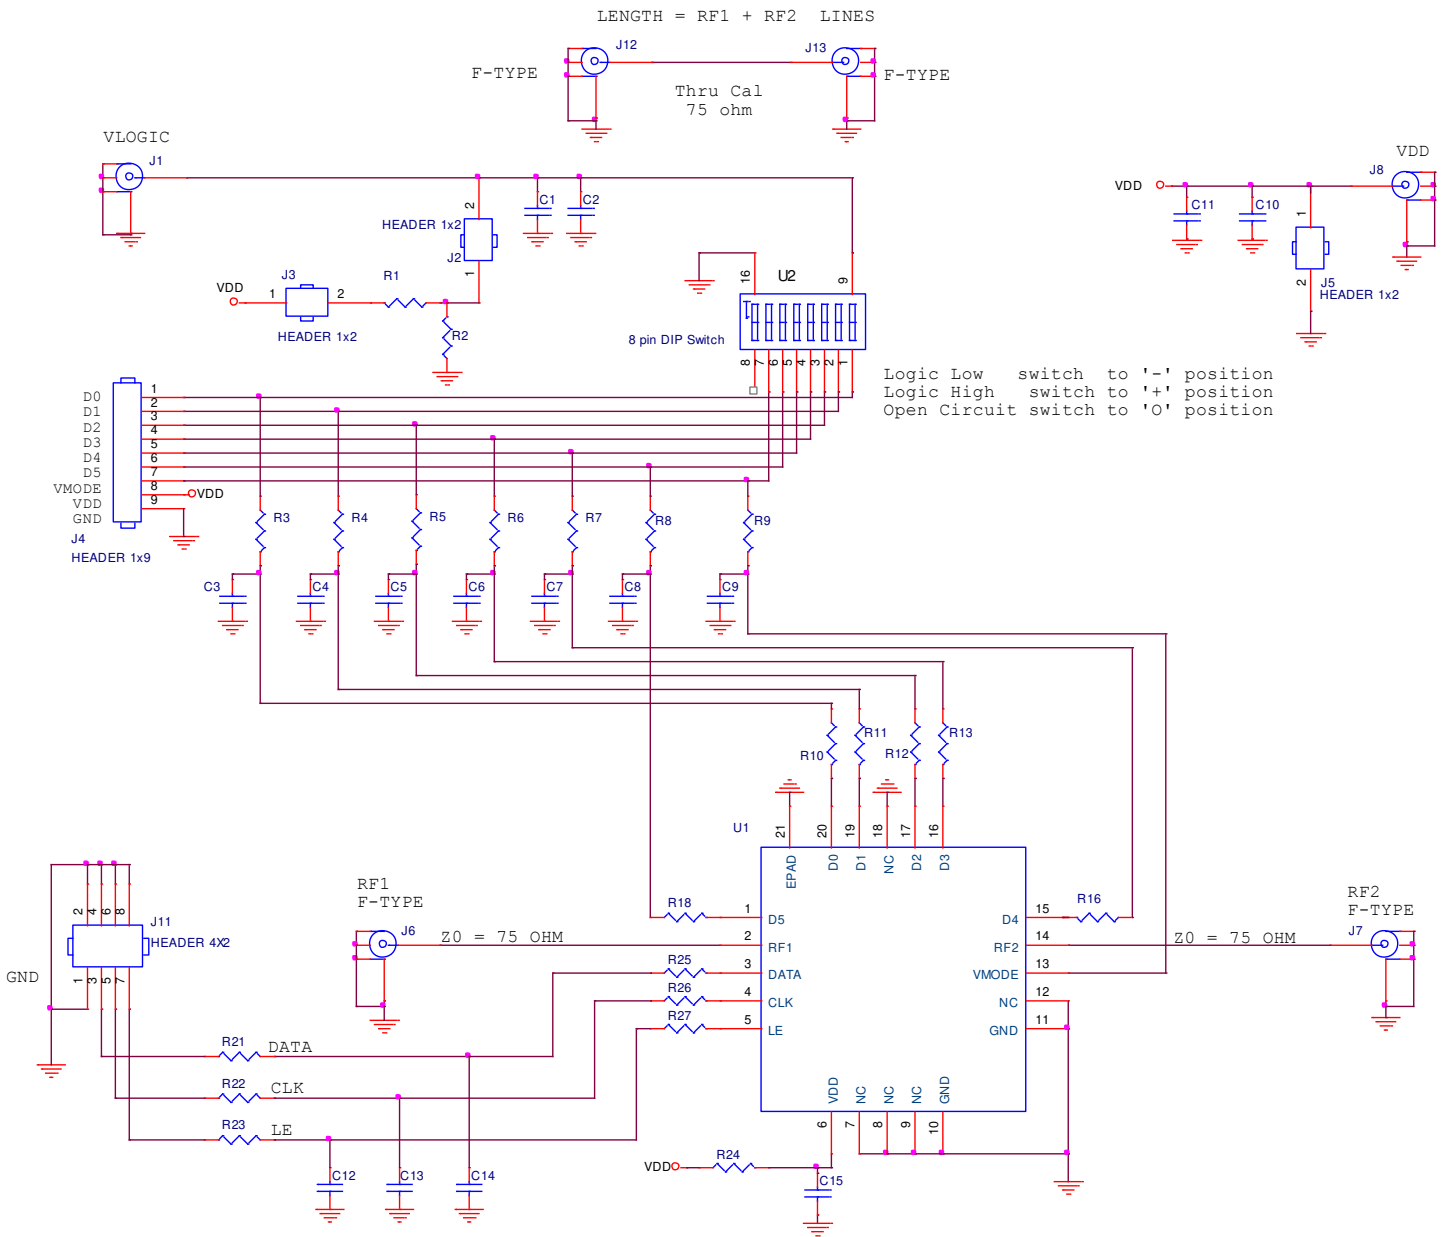 LENGTH = RF1 + RF2 LINES
J12
J13
F-TYPE
F-TYPE
Thru Cal
75 ohm
VLOGIC
J1
VDD
J8
VDD
C1
C2
C11
C10
2
HEADER 1x2
J2
1
1
2
J5
HEADER 1x2
J3
R1
VDD
1
2
HEADER 1x2
R2
16
U2
9
8 pin DIP Switch
8
7
6
5
4
3
2
1
Logic Low switch to '-' position
Logic High switch to '+' position
Open Circuit switch to 'O' position
D0
D1
D2
D3
D4
D5
VMODE
VDD
GND
1
2
3
4
5
6
7
8
9
VDD
J4
HEADER 1x9
R3
R4
R5
R6
R7
R8
R9
C3
C4
C5
C6
C7
C8
C9
R10
R11
R12
R13
U1
21
20
19
18
17
16
EPAD
D0
D1
NC
D2
D3
RF1
F-TYPE
J6
Z0 = 75 OHM
R18
R25
R26
R27
1
2
3
4
5
D5
RF1
DATA
CLK
LE
D4
RF2
VMODE
NC
GND
15
14
13
12
11
R16
RF2
F-TYPE
J7
Z0 = 75 OHM
2
4
6
8
J11
HEADER 4X2
1
3
5
7
GND
R21
DATA
R22
CLK
R23
LE
C12
C13
C14
VDD
NC
NC
NC
GND
6
7
8
9
10
VDD
R24
C15